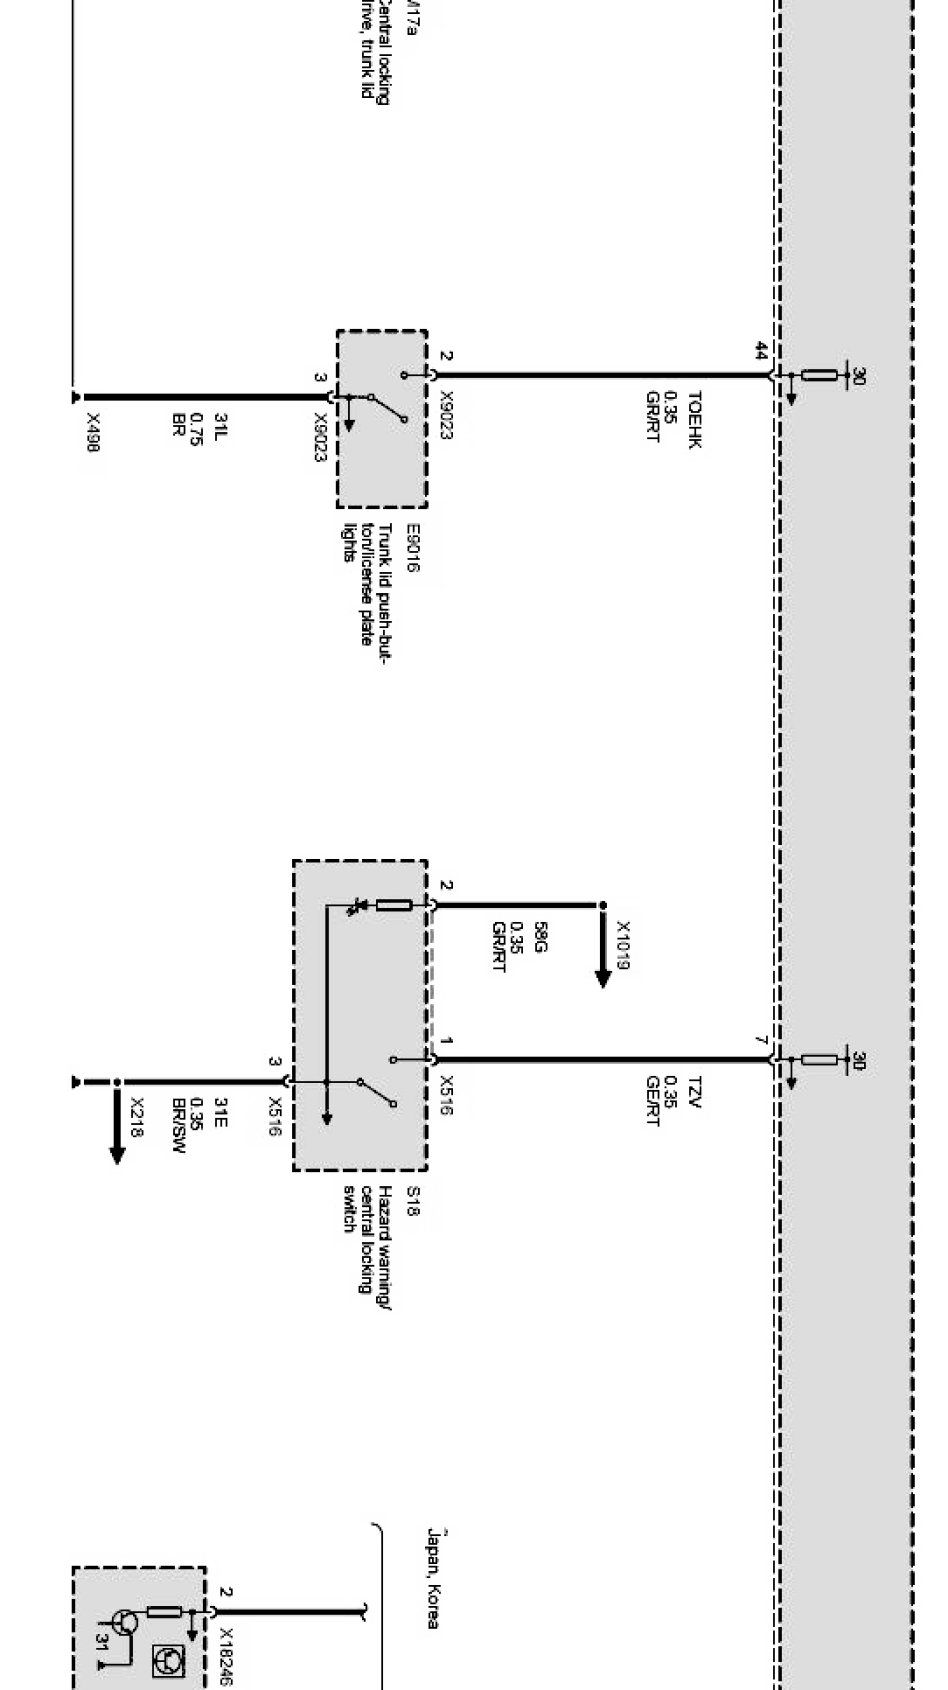 M17a
Central locking
drive, trunk lid
30
44
TOEHK
0.35
GR/RT
2
X9023
3
X9023
31L
0.75
BR
X498
E9016
Trunk lid push-but-
ton/license plate
lights
X1019
58G
0.35
GR/RT
2
30
7
TZV
0.35
GE/RT
1
X516
3
X516
31E
0.35
BR/SW
X218
S18
Hazard warning/
central locking
switch
Japan, Korea
2
X18246
31